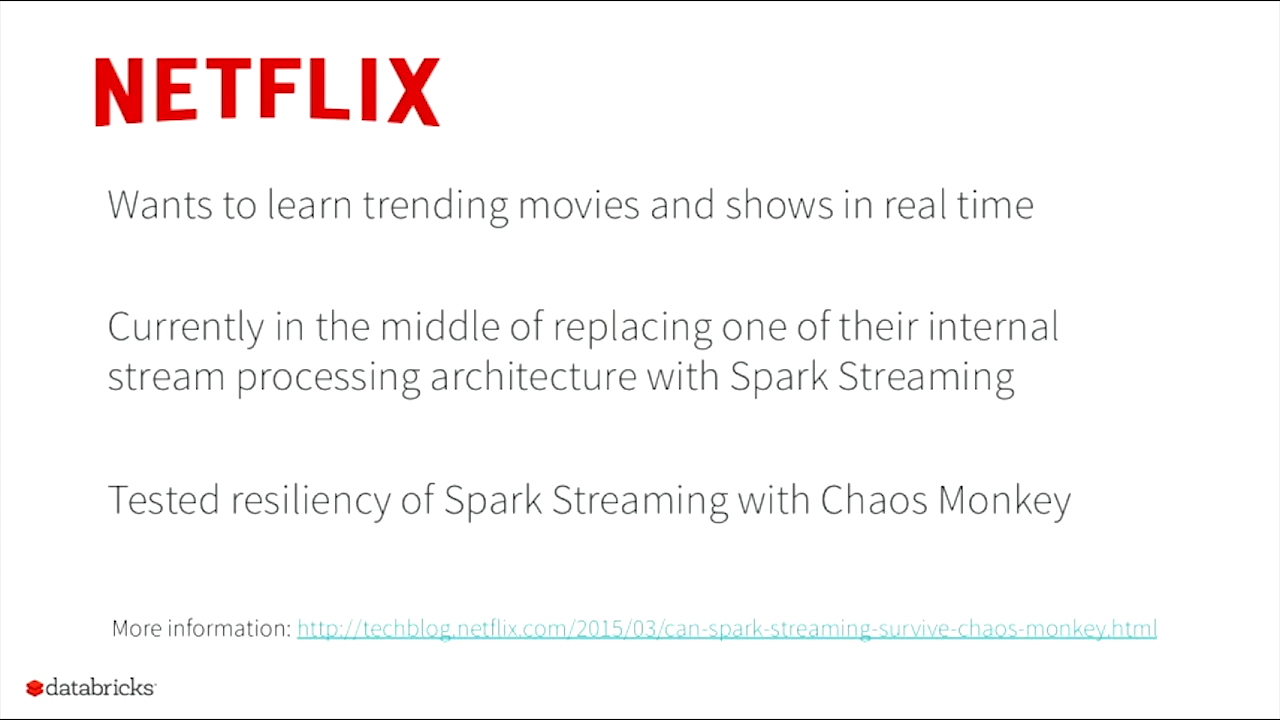 NETFLIX
Wants to learn trending movies and shows in real time
Currently in the middle of replacing one of their internal
stream processing architecture with Spark Streaming
Tested resiliency of Spark Streaming with Chaos Monkey
More information: http://techblog.netflix.com/2015/03/can-spark-streaming-survive-chaos-monkey.html
databricks